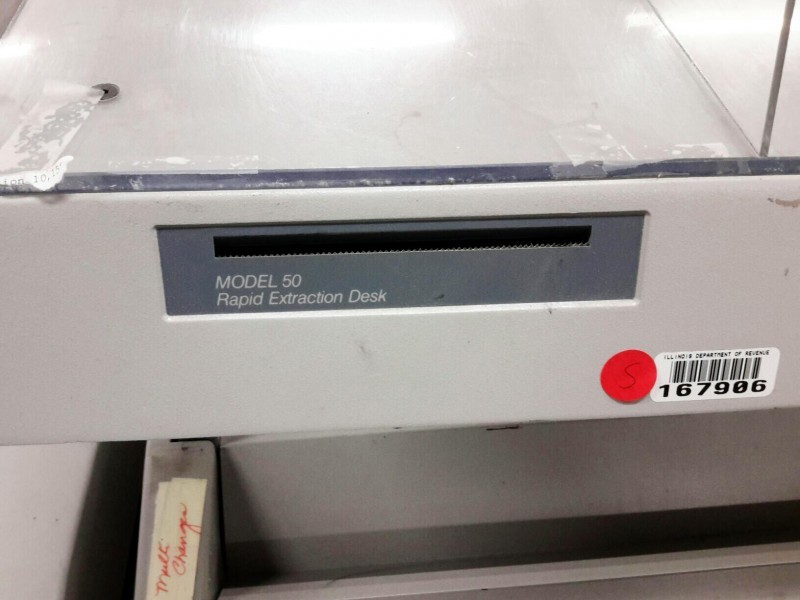 MODEL 50
Rapid Extraction Desk
ILLINOIS DEPARTMENT OF REVENUE
S
167906
Multi
Change